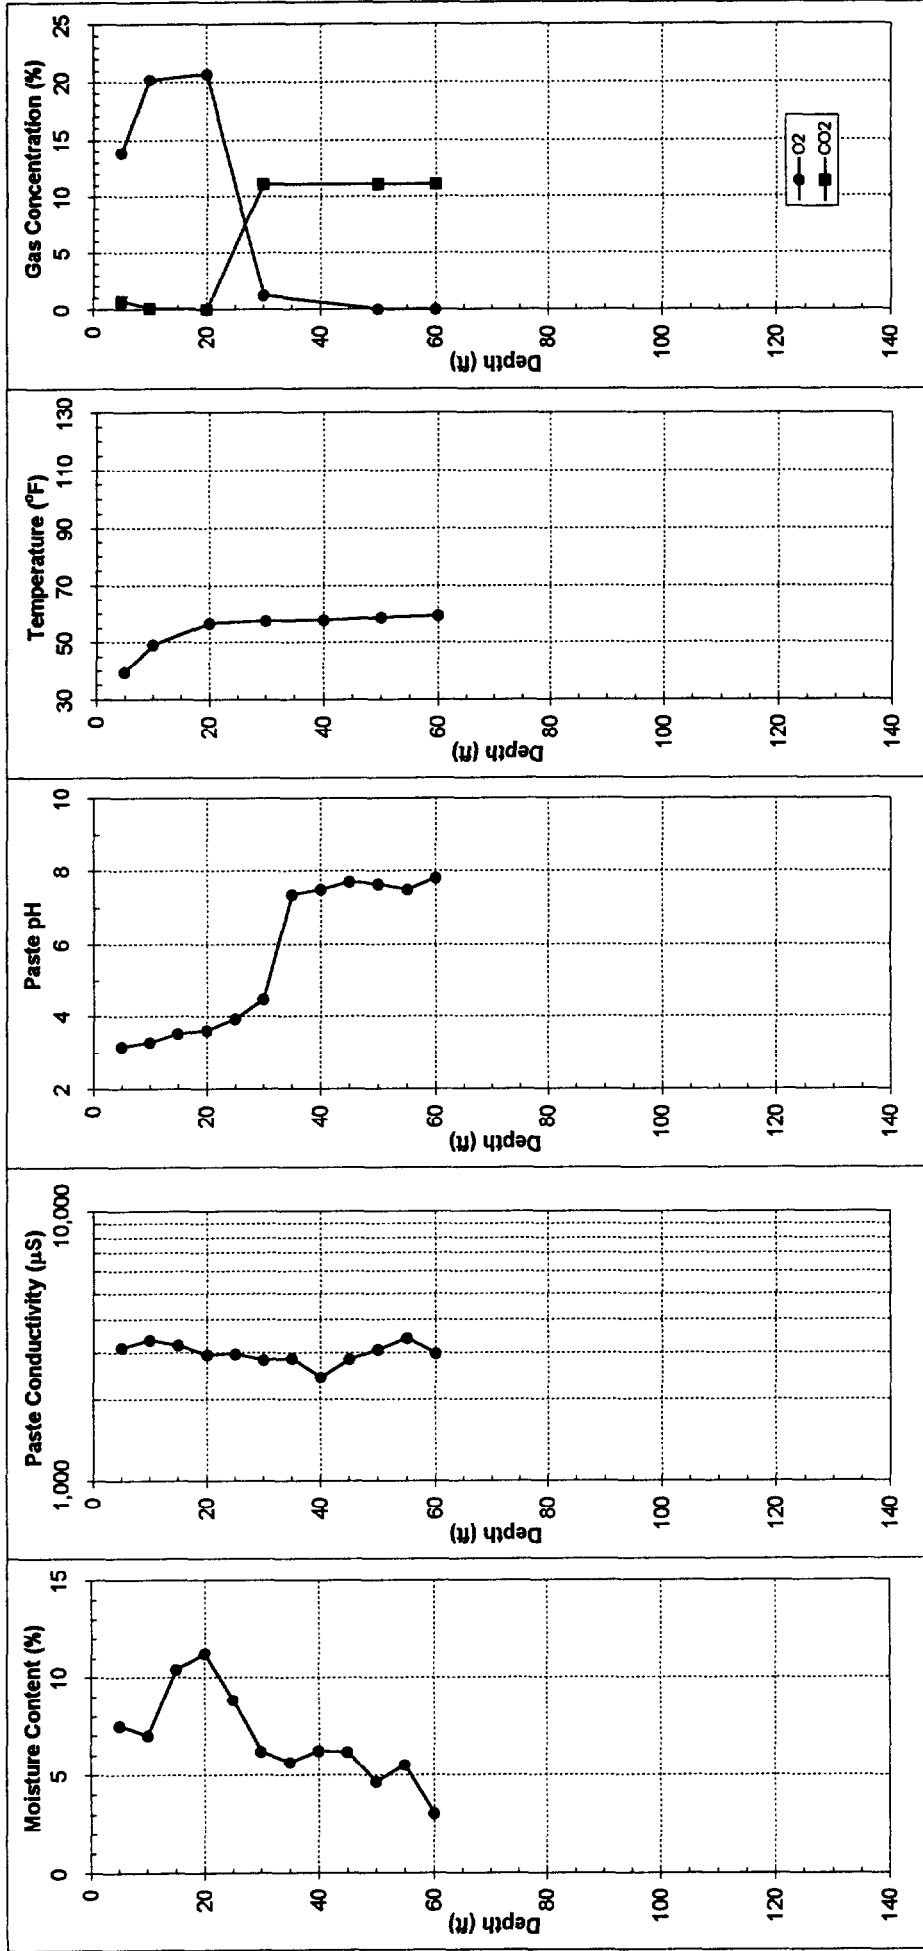 Moisture Content (%)
0 5 10 15
0
20
40
60
80
100
120
140
Depth (ft)
Paste Conductivity (µS)
1,000 10,000
0
20
40
60
80
100
120
140
Depth (ft)
Paste pH
2 4 6 8 10
0
20
40
60
80
100
120
140
Depth (ft)
Temperature (°F)
30 50 70 90 110 130
0
20
40
60
80
100
120
140
Depth (ft)
Gas Concentration (%)
0 5 10 15 20 25
0
20
40
60
80
100
120
140
Depth (ft)
O2
CO2